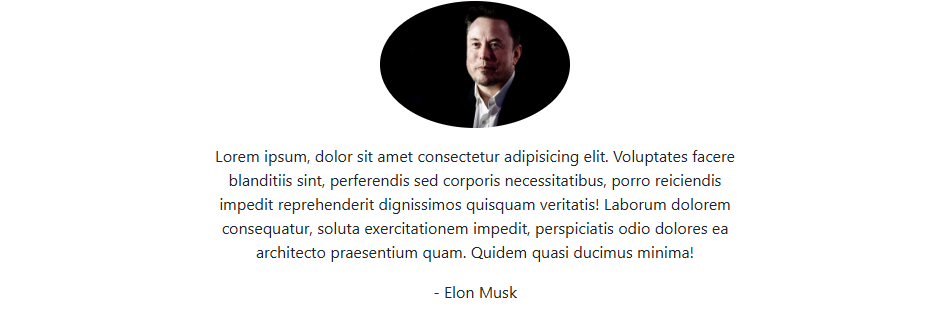 Lorem ipsum, dolor sit amet consectetur adipisicing elit. Voluptates facere
blanditiis sint, perferendis sed corporis necessitatibus, porro reiciendis
impedit reprehenderit dignissimos quisquam veritatis! Laborum dolorem
consequatur, soluta exercitationem impedit, perspiciatis odio dolores ea
architecto praesentium quam. Quidem quasi ducimus minima!
- Elon Musk